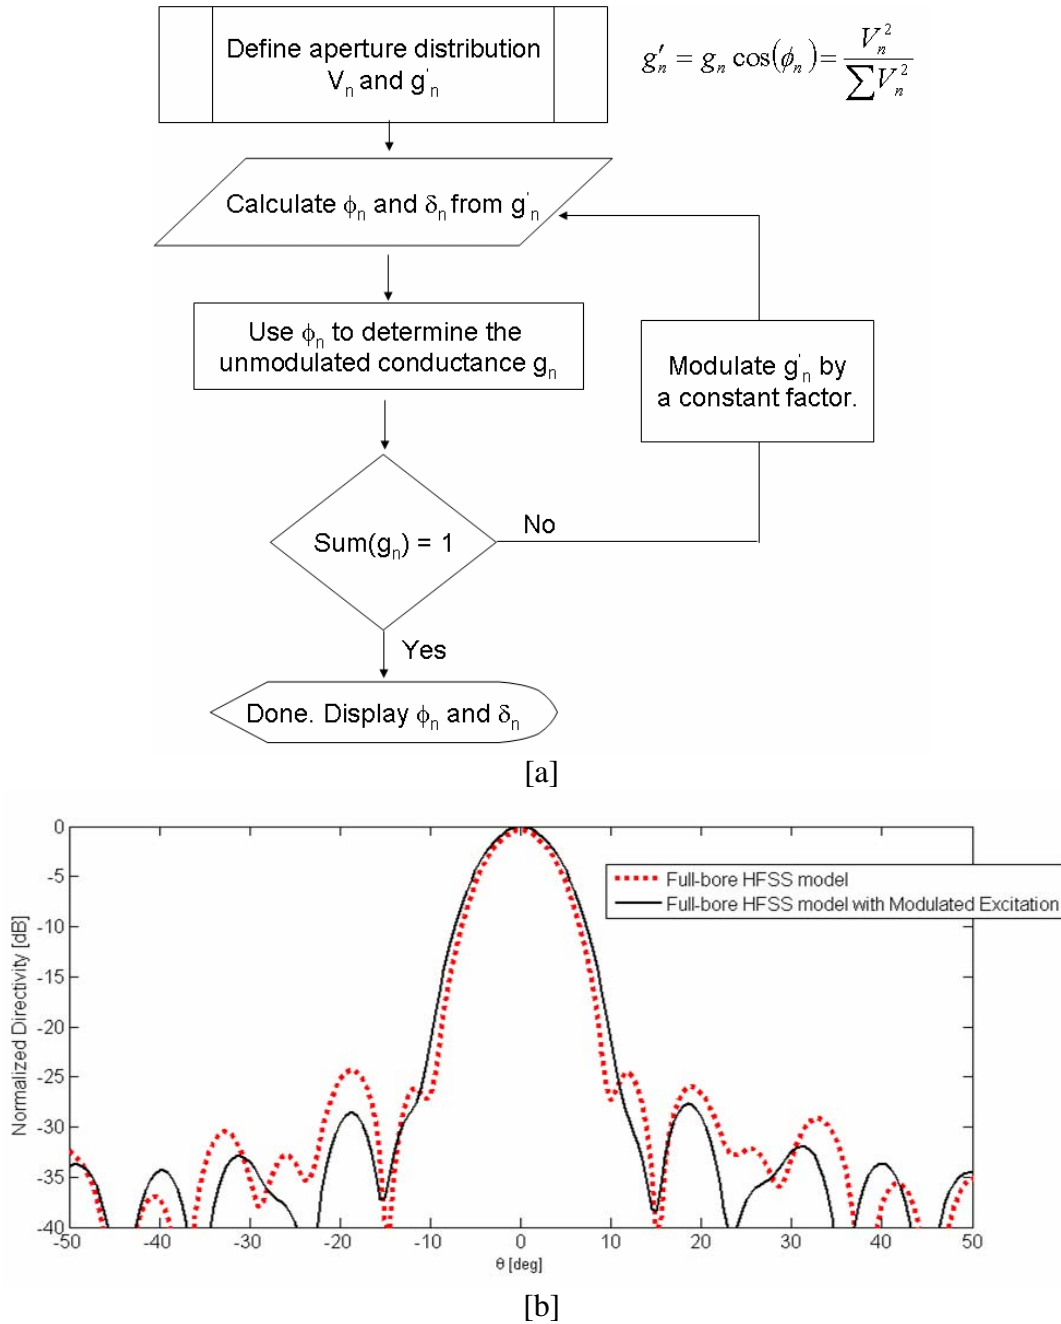 Define aperture distribution
Vn and g'n
g′n = gn cos(ϕn) = Vn² / ∑Vn²
Calculate ϕn and δn from g'n
Use ϕn to determine the
unmodulated conductance gn
Modulate g'n by
a constant factor.
Sum(gn) = 1
No
Yes
Done. Display ϕn and δn
[a]
Normalized Directivity [dB]
0
-5
-10
-15
-20
-25
-30
-35
-40
Full-bore HFSS model
Full-bore HFSS model with Modulated Excitation
-50 -40 -30 -20 -10 0 10 20 30 40 50
θ [deg]
[b]